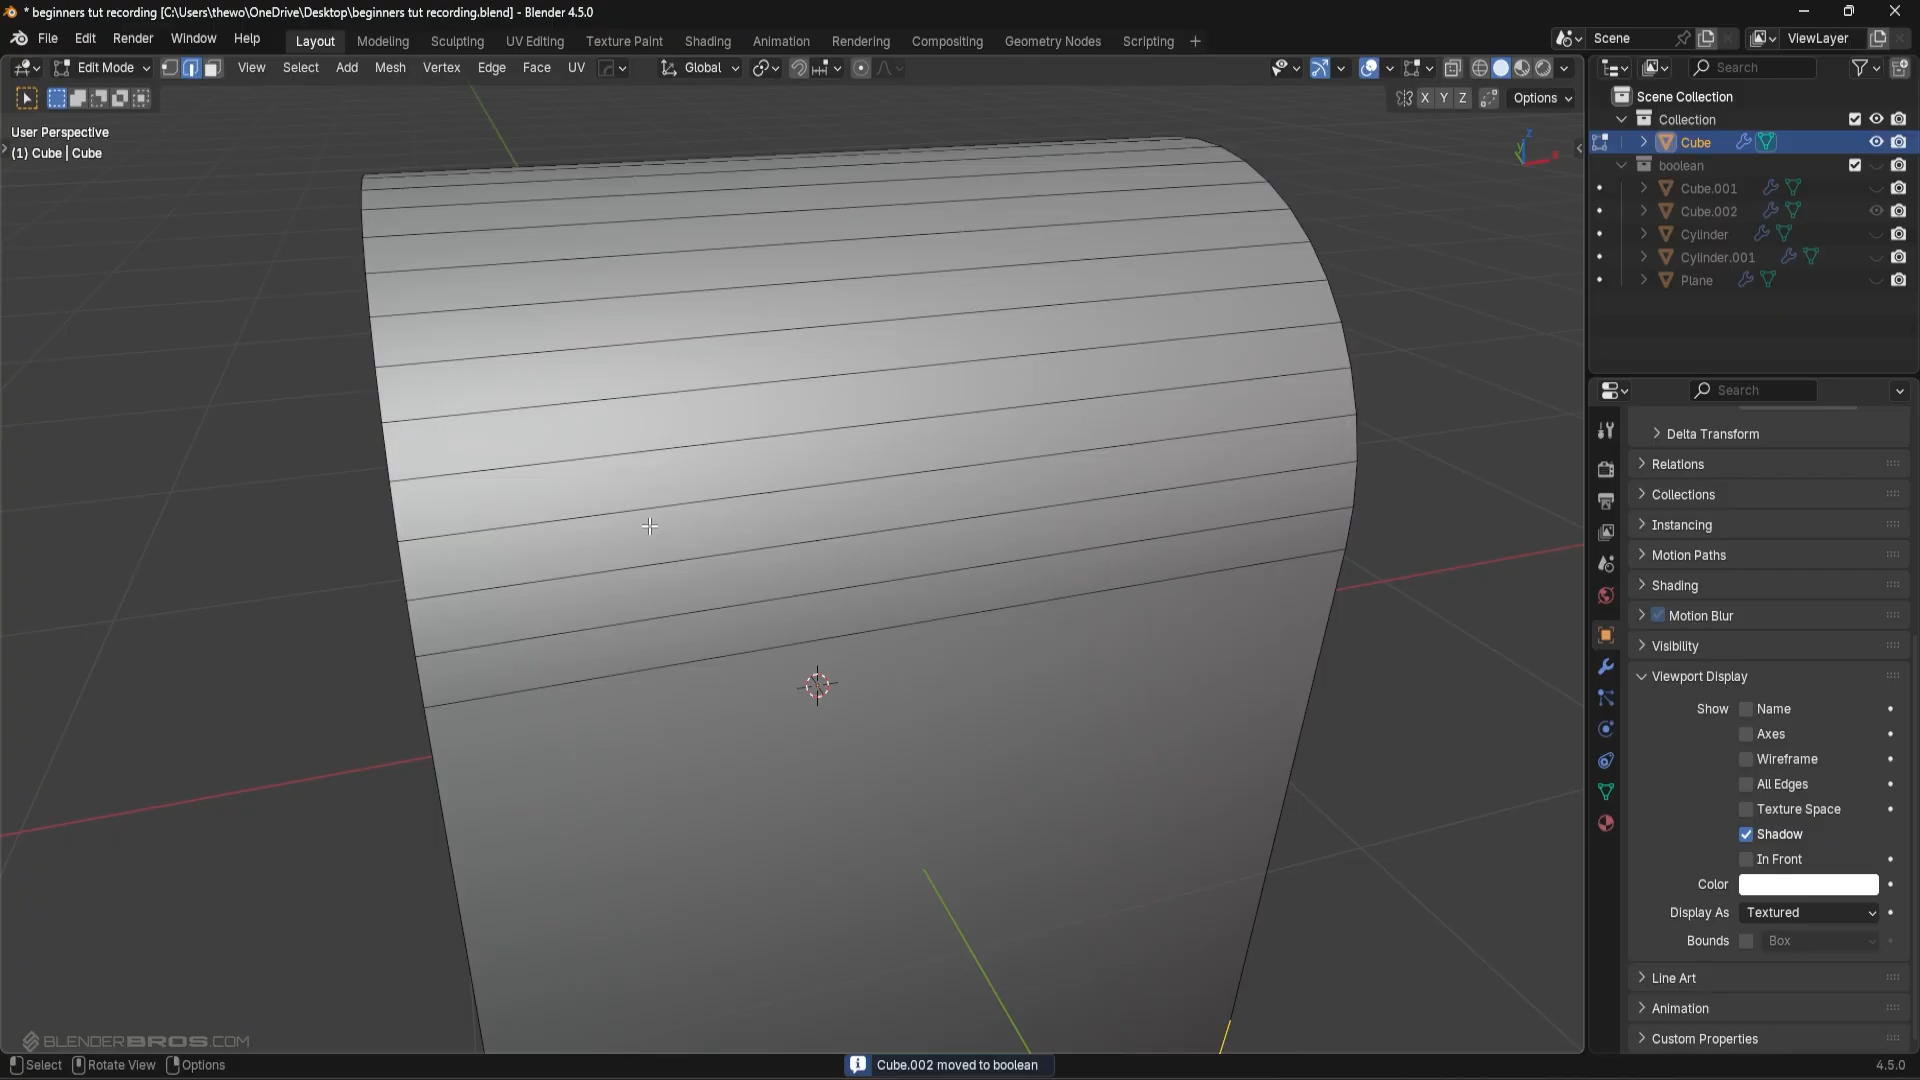 * beginners tut recording [C:\Users\thewo\OneDrive\Desktop\beginners tut recording.blend] - Blender 4.5.0
File Edit Render Window Help Layout Modeling Sculpting UV Editing Texture Paint Shading Animation Rendering Compositing Geometry Nodes Scripting + Scene ViewLayer
Edit Mode View Select Add Mesh Vertex Edge Face UV Global Search
X Y Z Options
User Perspective
(1) Cube | Cube
Z
Scene Collection
Collection
Cube
boolean
Cube.001
Cube.002
Cylinder
Cylinder.001
Plane
Search
Delta Transform
Relations
Collections
Instancing
Motion Paths
Shading
Motion Blur
Visibility
Viewport Display
Show Name
Axes
Wireframe
All Edges
Texture Space
Shadow
In Front
Color
Display As Textured
Bounds Box
Line Art
Animation
Custom Properties
BLENDERBROS.COM
Select Rotate View Options Cube.002 moved to boolean 4.5.0